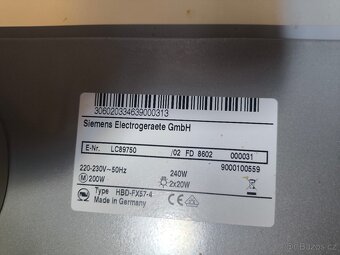 306020334639000313
Siemens Electrogeraete GmbH
E-Nr. LC89750 /02 FD 8602 000031
220-230V~50Hz 240W 9000100559
M 200W 2x20W
Type HBD-FX57-4
Made in Germany